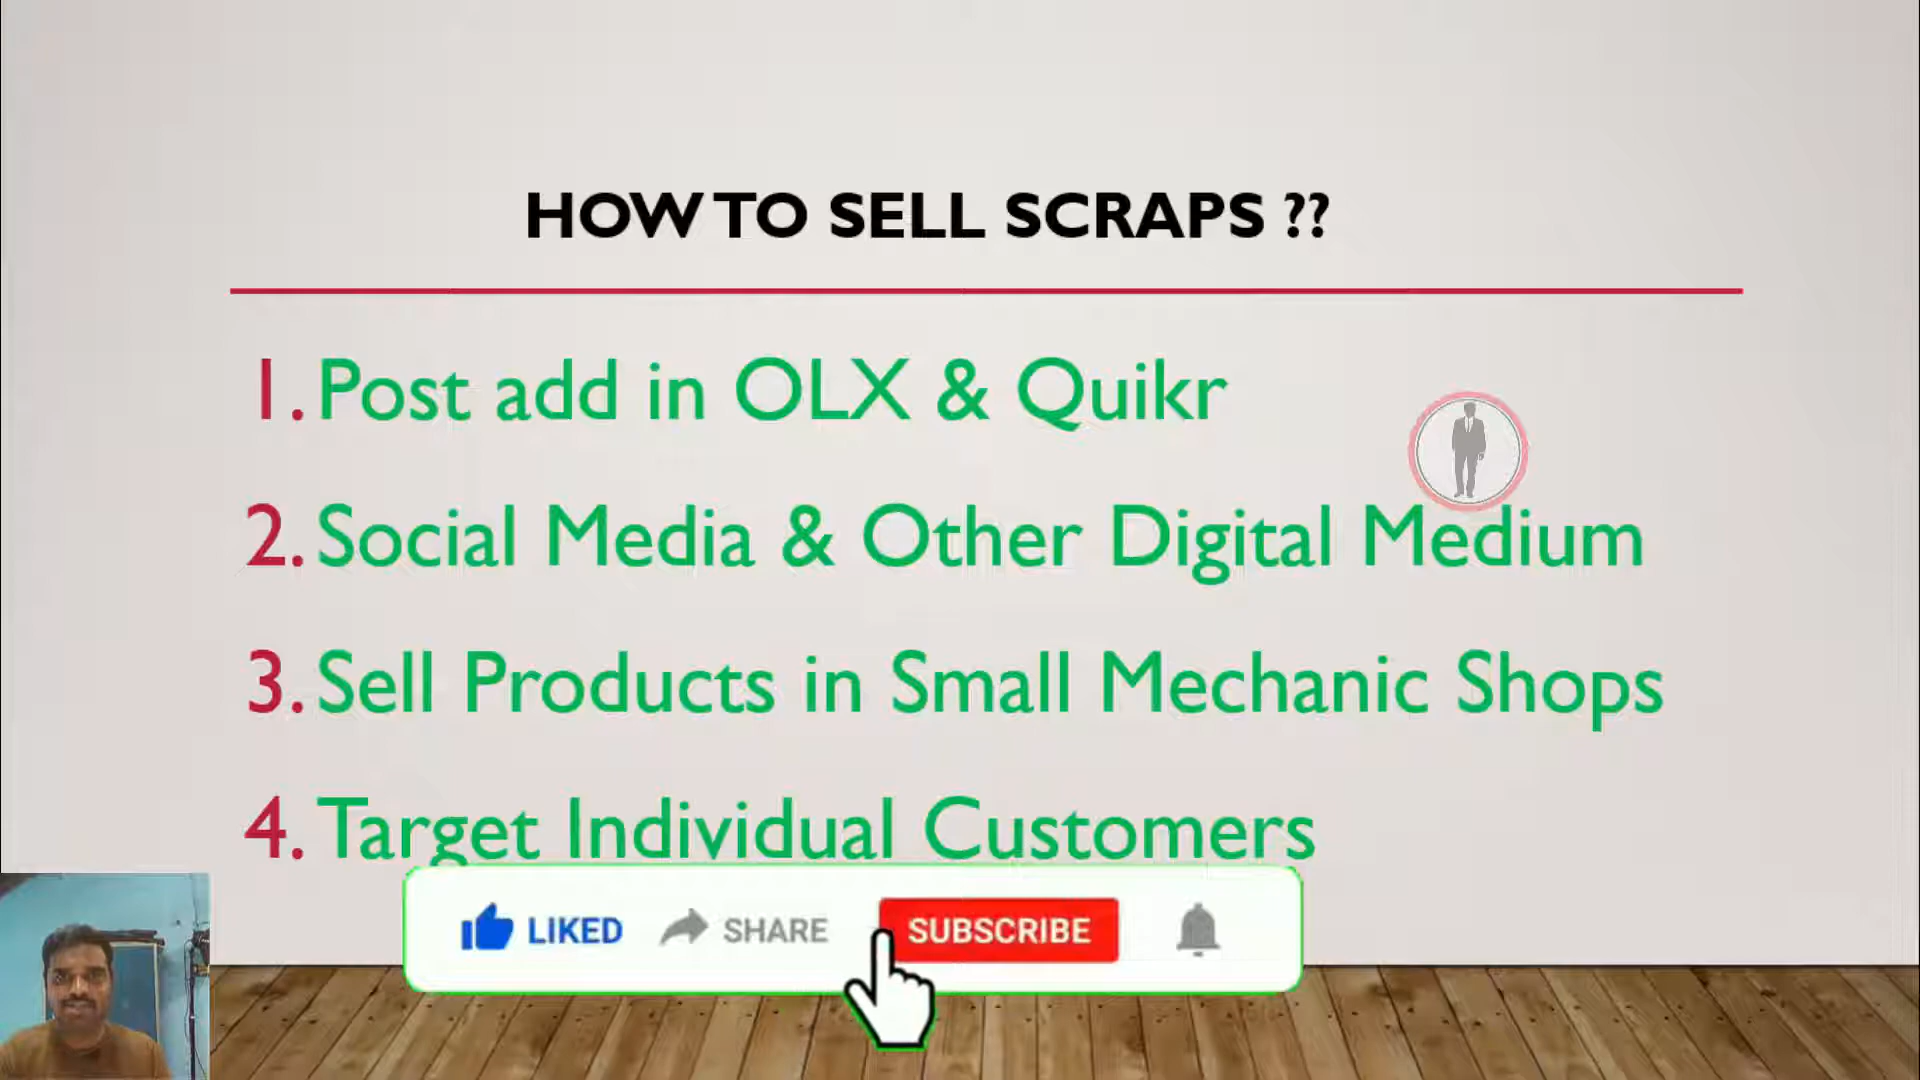 HOW TO SELL SCRAPS ??
1. Post add in OLX & Quikr
2. Social Media & Other Digital Medium
3. Sell Products in Small Mechanic Shops
4. Target Individual Customers
LIKED SHARE SUBSCRIBE